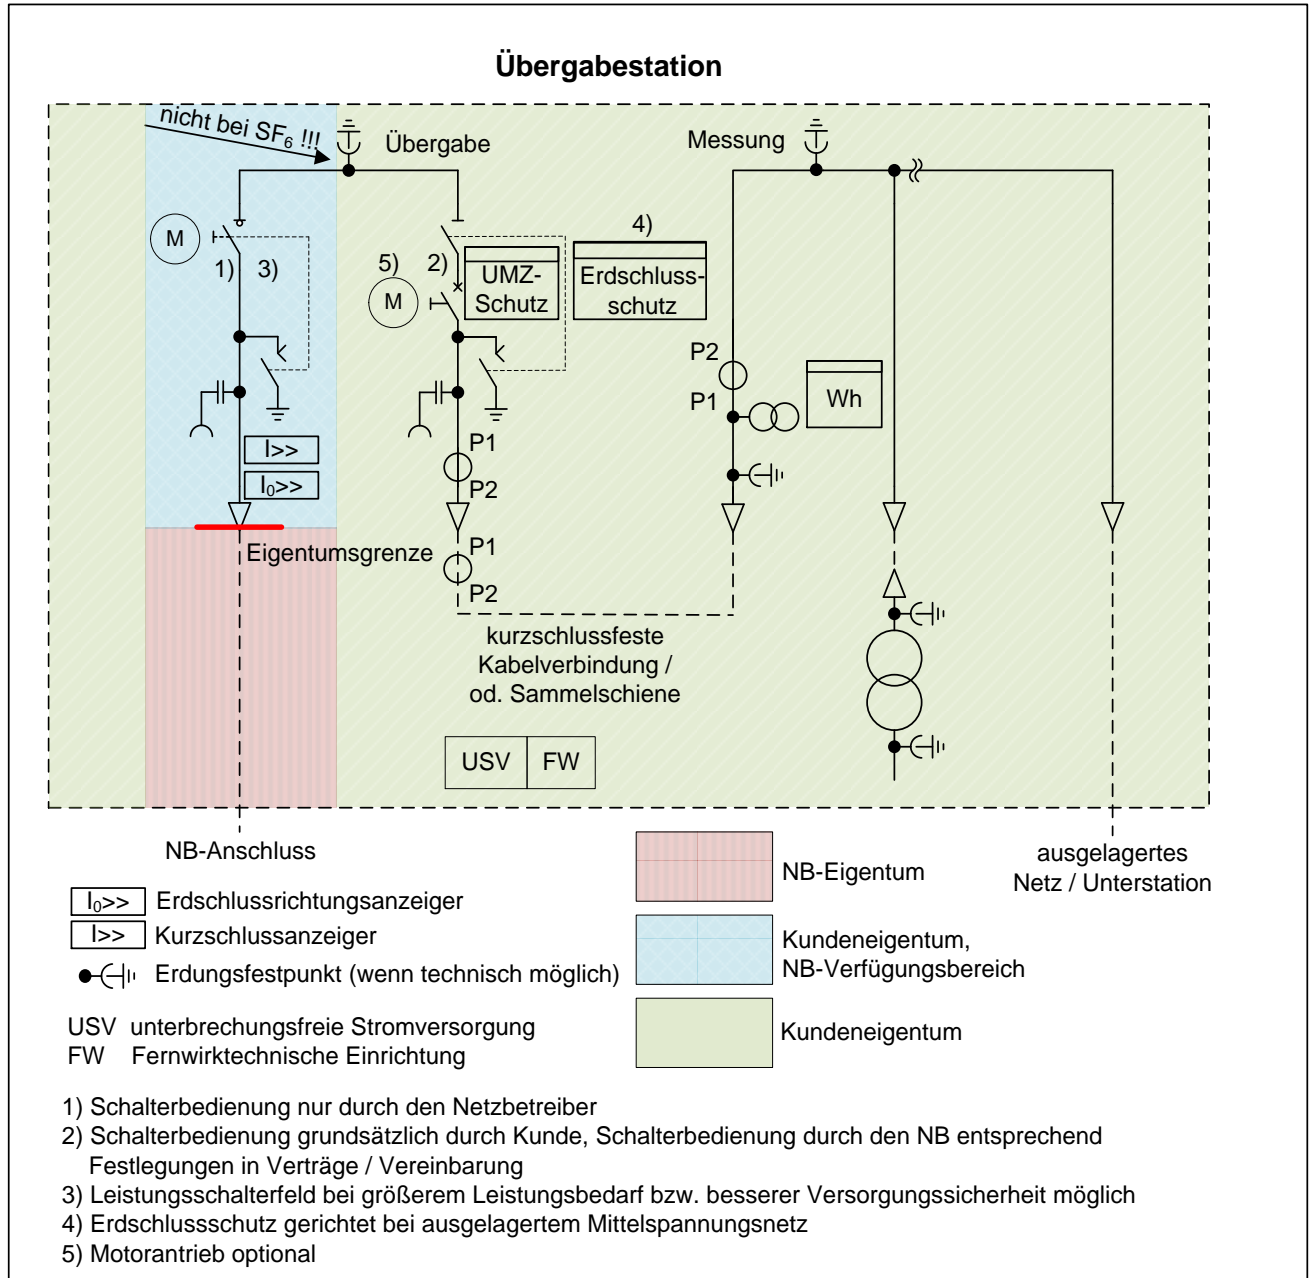 Übergabestation
nicht bei SF₆ !!!
Übergabe
Messung
M
1) 3)
5) 2)
M
UMZ-
Schutz
4)
Erdschluss-
schutz
P2
P1
Wh
I>>
I₀>>
P1
P2
Eigentumsgrenze
P1
P2
kurzschlussfeste
Kabelverbindung /
od. Sammelschiene
USV FW
NB-Anschluss
ausgelagertes
Netz / Unterstation
I₀>> Erdschlussrichtungsanzeiger
I>> Kurzschlussanzeiger
Erdungsfestpunkt (wenn technisch möglich)
USV unterbrechungsfreie Stromversorgung
FW Fernwirktechnische Einrichtung
NB-Eigentum
Kundeneigentum,
NB-Verfügungsbereich
Kundeneigentum
1) Schalterbedienung nur durch den Netzbetreiber
2) Schalterbedienung grundsätzlich durch Kunde, Schalterbedienung durch den NB entsprechend
Festlegungen in Verträge / Vereinbarung
3) Leistungsschalterfeld bei größerem Leistungsbedarf bzw. besserer Versorgungssicherheit möglich
4) Erdschlussschutz gerichtet bei ausgelagertem Mittelspannungsnetz
5) Motorantrieb optional